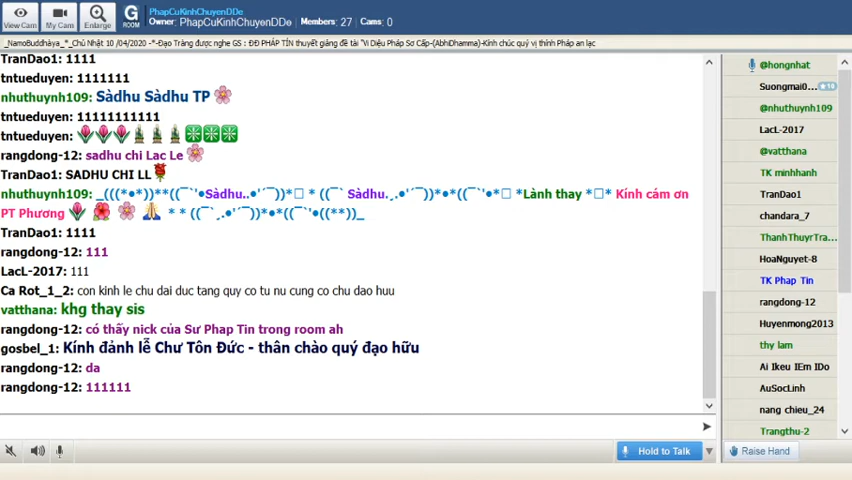 View Cam
My Cam
Enlarge
G
ROOM
PhapCuKinhChuyenDDe
Owner: PhapCuKinhChuyenDDe Members: 27 Cams: 0
_NamoBuddhàya_*_Chủ Nhật 10 /04/2020 -*-Đạo Tràng được nghe GS : ĐĐ PHÁP TÍN thuyết giảng đề tài "Vi Diệu Pháp Sơ Cấp-(AbhiDhamma)-Kính chúc quý vị thính Pháp an lạc
TranDao1: 1111
tntueduyen: 1111111
nhuthuynh109: Sàdhu Sàdhu TP
tntueduyen: 11111111111
tntueduyen:
rangdong-12: sadhu chi Lac Le
TranDao1: SADHU CHI LL
nhuthuynh109: _(((*•*))**((¯`'•Sàdhu..•'´¯))*□ * ((¯` Sàdhu.¸.•'´¯))*•*((¯`'•*□ *Lành thay *□* Kính cám ơn
PT Phương * * ((¯`¸.•'´¯))*•*((¯`'•((**))_
TranDao1: 1111
rangdong-12: 111
LacL-2017: 111
Ca Rot_1_2: con kinh le chu dai duc tang quy co tu nu cung co chu dao huu
vatthana: khg thay sis
rangdong-12: có thấy nick của Sư Phap Tin trong room ah
gosbel_1: Kính đảnh lễ Chư Tôn Đức - thân chào quý đạo hữu
rangdong-12: da
rangdong-12: 111111
@hongnhat
Suongmai0... 10
@nhuthuynh109
LacL-2017
@vatthana
TK minhhanh
TranDao1
chandara_7
ThanhThuyrTra...
HoaNguyet-8
TK Phap Tin
rangdong-12
Huyenmong2013
thy lam
Ai Ikeu IEm IDo
AuSocLinh
nang chieu_24
Trangthu-2
Hold to Talk
Raise Hand